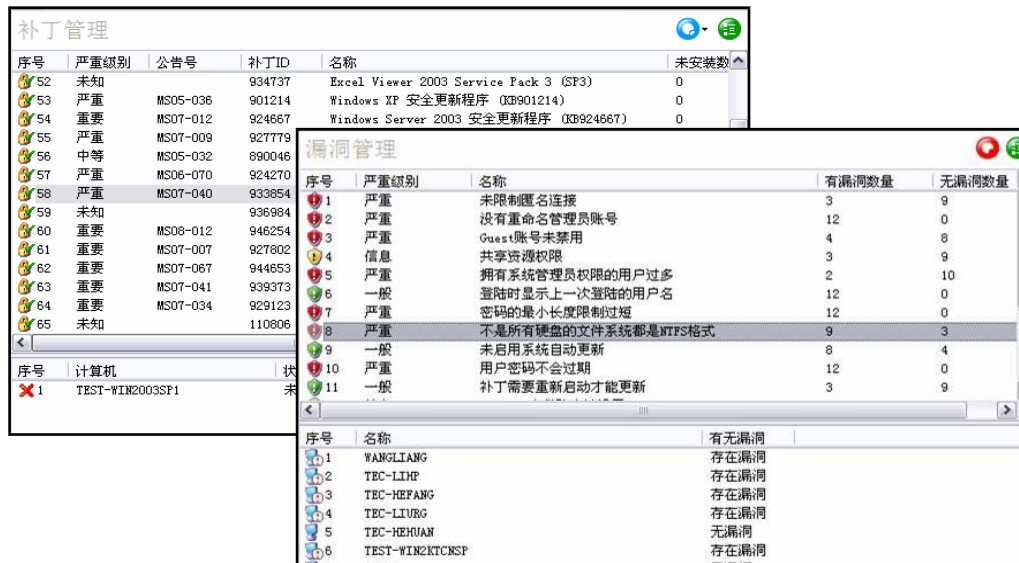 补丁管理
序号 严重级别 公告号 补丁ID 名称 未安装数
52 未知 934737 Excel Viewer 2003 Service Pack 3 (SP3) 0
53 严重 MS05-036 901214 Windows XP 安全更新程序 (KB901214) 0
54 重要 MS07-012 924667 Windows Server 2003 安全更新程序 (KB924667) 0
55 严重 MS07-009 927779
56 中等 MS05-032 890046
57 严重 MS06-070 924270
58 严重 MS07-040 933854
59 未知 936984
60 重要 MS08-012 946254
61 重要 MS07-007 927802
62 重要 MS07-067 944653
63 重要 MS07-041 939373
64 重要 MS07-034 929123
65 未知 110806
序号 计算机 状
1 TEST-WIN2003SP1 未
漏洞管理
序号 严重级别 名称 有漏洞数量 无漏洞数量
1 严重 未限制匿名连接 3 9
2 严重 没有重命名管理员账号 12 0
3 严重 Guest账号未禁用 4 8
4 信息 共享资源权限 3 9
5 严重 拥有系统管理员权限的用户过多 2 10
6 一般 登陆时显示上一次登陆的用户名 12 0
7 严重 密码的最小长度限制过短 12 0
8 严重 不是所有硬盘的文件系统都是NTFS格式 9 3
9 一般 未启用系统自动更新 8 4
10 严重 用户密码不会过期 12 0
11 一般 补丁需要重新启动才能更新 3 9
序号 名称 有无漏洞
1 WANGLIANG 存在漏洞
2 TEC-LIHP 存在漏洞
3 TEC-HEFANG 存在漏洞
4 TEC-LIURG 存在漏洞
5 TEC-HEHUAN 无漏洞
6 TEST-WIN2KTCNSP 存在漏洞